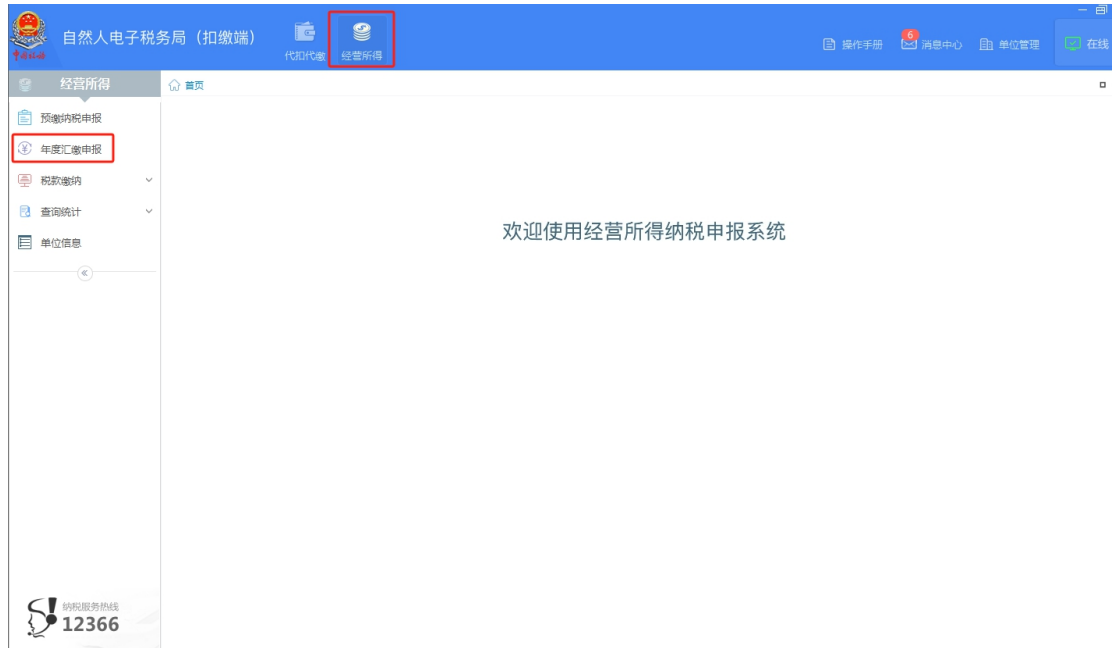 自然人电子税务局（扣缴端）
代扣代缴
经营所得
操作手册
6
消息中心
单位管理
在线
经营所得
首页
预缴纳税申报
年度汇缴申报
税款缴纳
查询统计
单位信息
欢迎使用经营所得纳税申报系统
纳税服务热线
12366